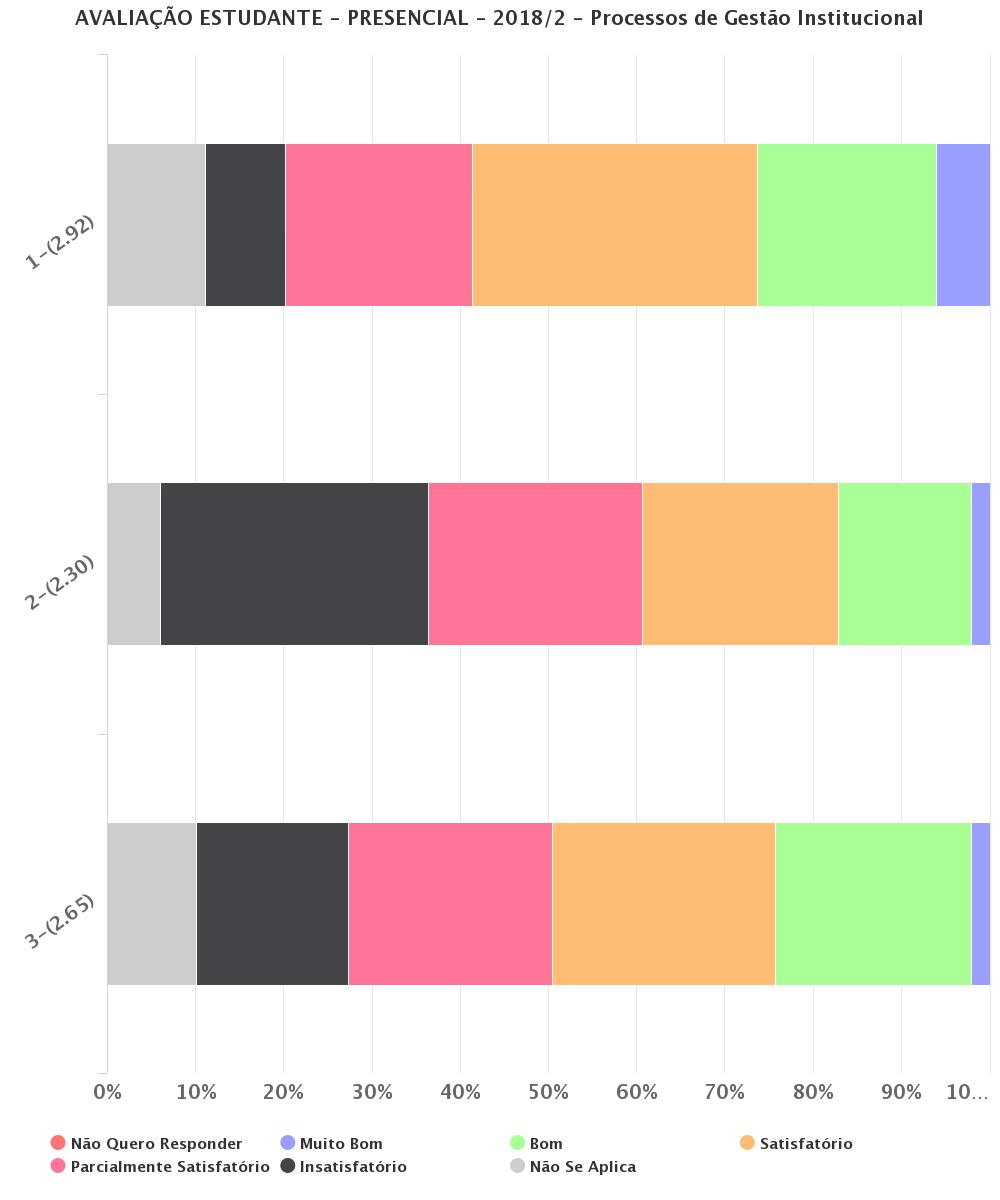 AVALIAÇÃO ESTUDANTE - PRESENCIAL - 2018/2 - Processos de Gestão Institucional
1-(2.92)
2-(2.30)
3-(2.65)
0% 10% 20% 30% 40% 50% 60% 70% 80% 90% 10...
Não Quero Responder Muito Bom Bom Satisfatório
Parcialmente Satisfatório Insatisfatório Não Se Aplica